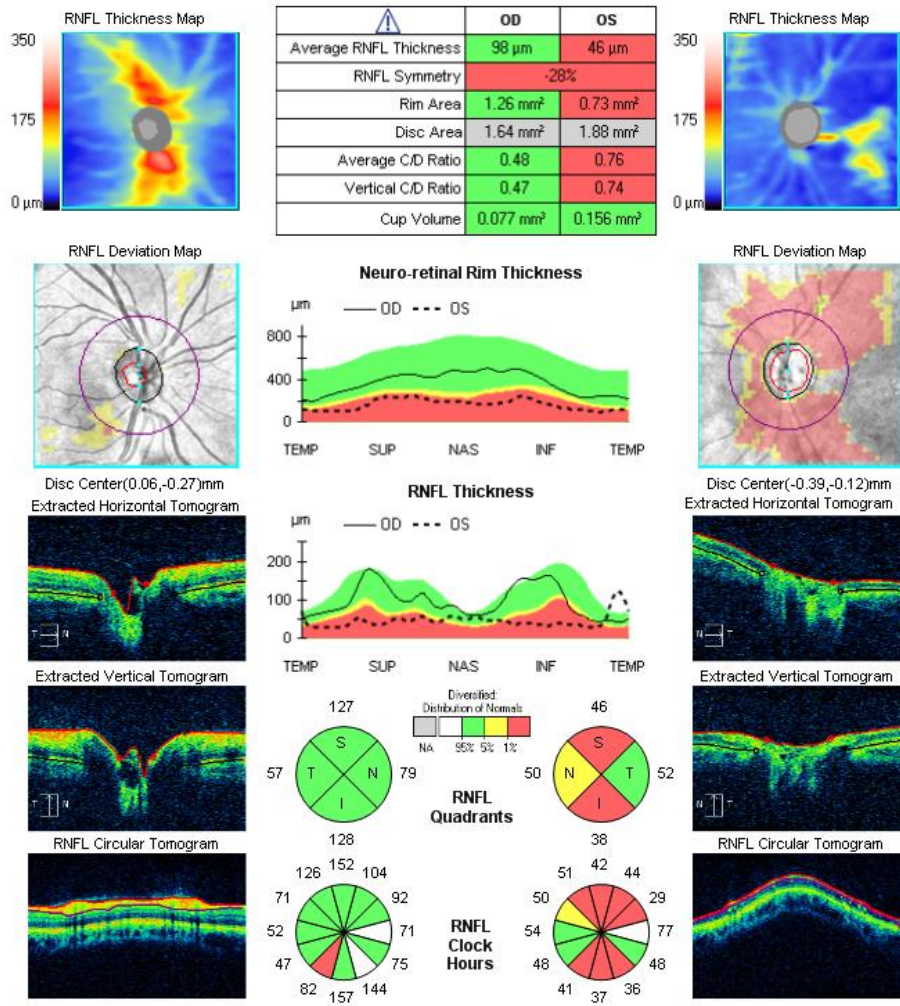 RNFL Thickness Map
350
175
0 µm
OD OS
Average RNFL Thickness 98 µm 46 µm
RNFL Symmetry -28%
Rim Area 1.26 mm² 0.73 mm²
Disc Area 1.64 mm² 1.88 mm²
Average C/D Ratio 0.48 0.76
Vertical C/D Ratio 0.47 0.74
Cup Volume 0.077 mm³ 0.156 mm³
RNFL Thickness Map
350
175
0 µm
RNFL Deviation Map
Disc Center(0.06,-0.27)mm
Neuro-retinal Rim Thickness
µm OD OS
800
400
0
TEMP SUP NAS INF TEMP
RNFL Deviation Map
Disc Center(-0.39,-0.12)mm
Extracted Horizontal Tomogram
T N
RNFL Thickness
µm OD OS
200
100
0
TEMP SUP NAS INF TEMP
Extracted Horizontal Tomogram
N T
Extracted Vertical Tomogram
I N
Diversified:
Distribution of Normals
NA 95% 5% 1%
127
S
57 T N 79
I
128
RNFL
Quadrants
46
S
50 N T 52
I
38
Extracted Vertical Tomogram
I N
RNFL Circular Tomogram
152
126 104
71 92
52 71
47 75
82 144
157
RNFL
Clock
Hours
42
51 44
50 29
54 77
48 48
41 36
37
RNFL Circular Tomogram